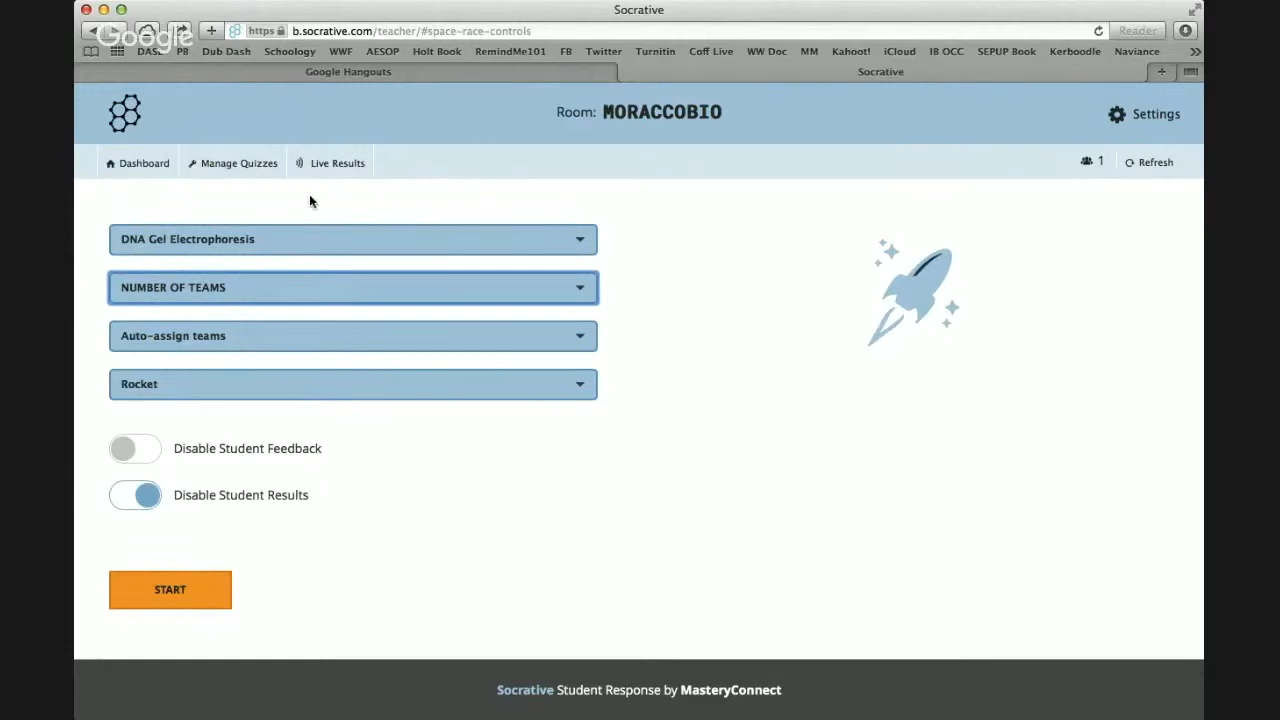 Socrative
Google
https b.socrative.com/teacher/#space-race-controls
Reader
DASL PB Dub Dash Schoology WWF AESOP Holt Book RemindME101 FB Twitter Turnitin Coff Live WW Doc MM Kahoot! iCloud IB OCC SEPUP Book Kerboodle Naviance
Google Hangouts
Socrative
Room: MORACCOBIO
Settings
Dashboard
Manage Quizzes
Live Results
1
Refresh
DNA Gel Electrophoresis
NUMBER OF TEAMS
Auto-assign teams
Rocket
Disable Student Feedback
Disable Student Results
START
Socrative Student Response by MasteryConnect